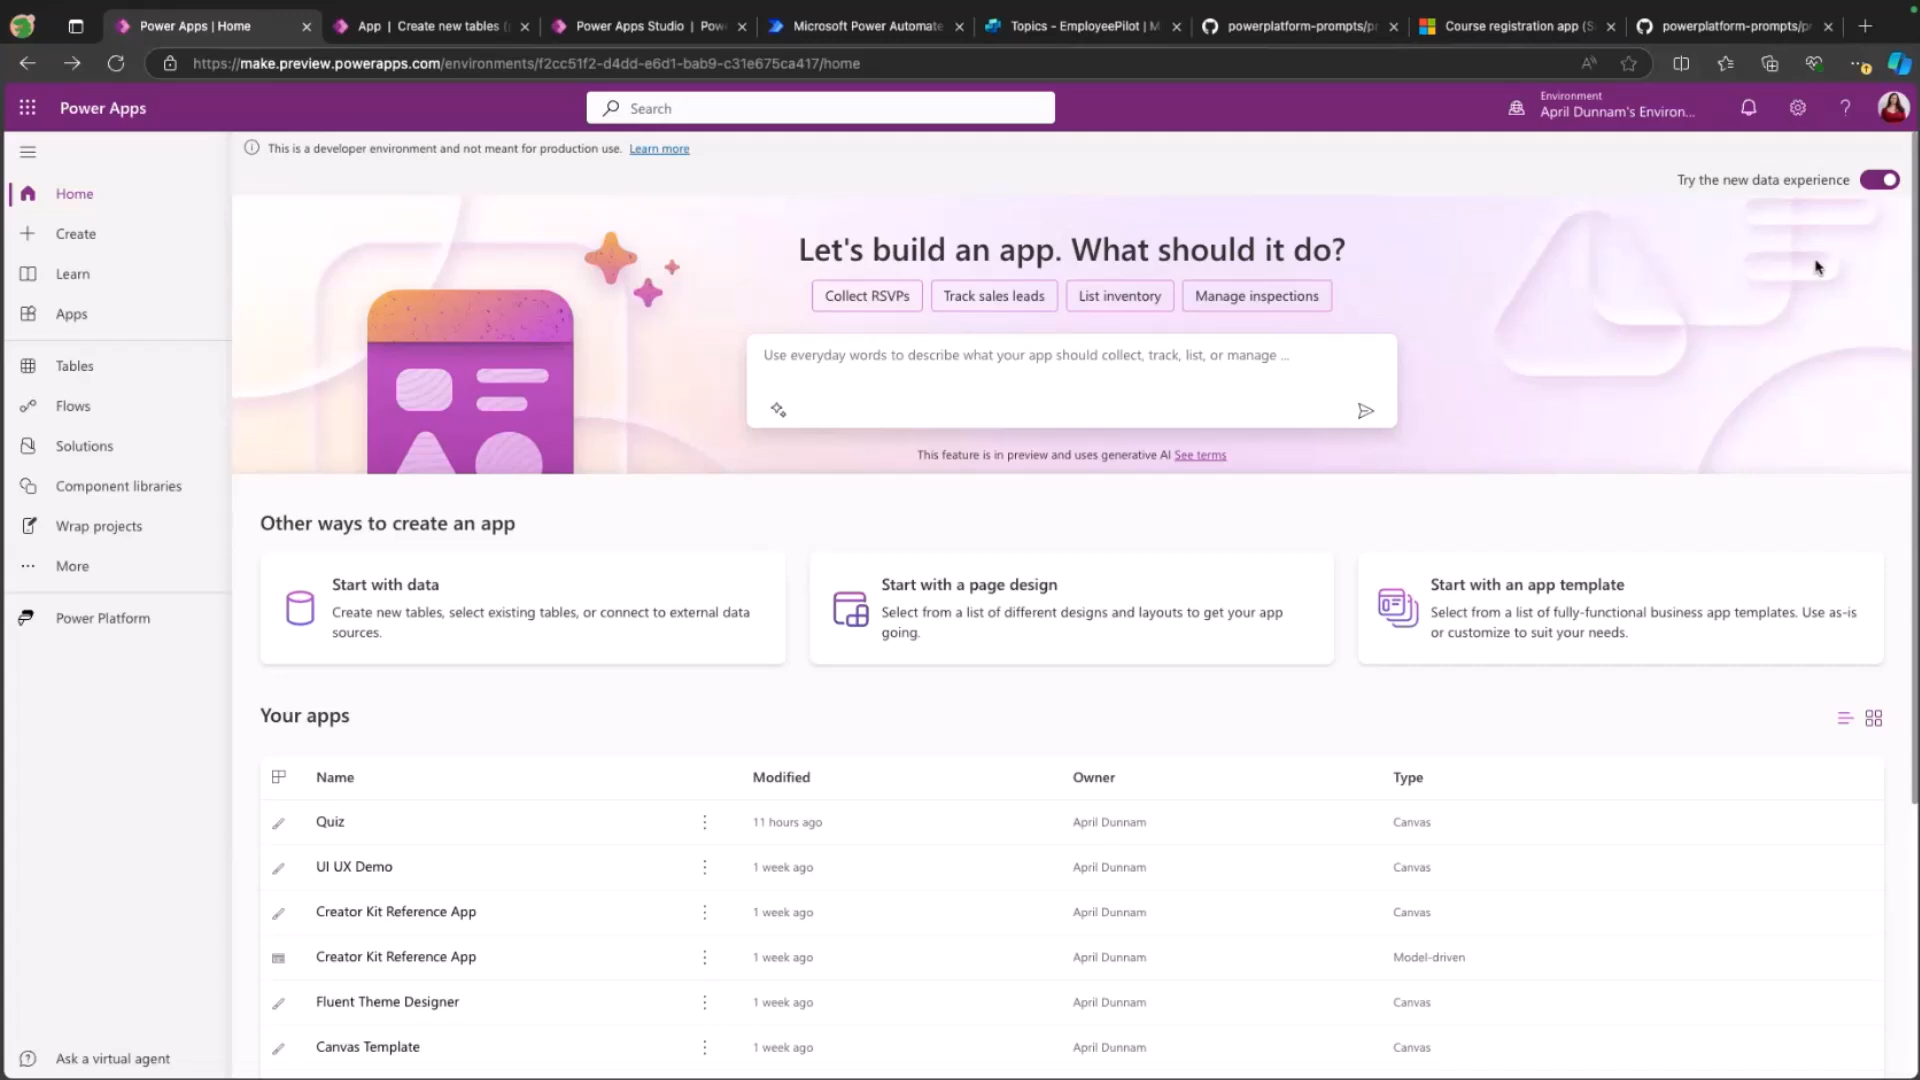 Power Apps | Home
App | Create new tables (
Power Apps Studio | Pow
Microsoft Power Automate
Topics - EmployeePilot | M
powerplatform-prompts/p
Course registration app (S
powerplatform-prompts/p
https://make.preview.powerapps.com/environments/f2cc51f2-d4dd-e6d1-bab9-c31e675ca417/home
Power Apps
Search
Environment
April Dunnam's Environ...
This is a developer environment and not meant for production use. Learn more
Try the new data experience
Home
Create
Learn
Apps
Tables
Flows
Solutions
Component libraries
Wrap projects
More
Power Platform
Ask a virtual agent
Let's build an app. What should it do?
Collect RSVPs
Track sales leads
List inventory
Manage inspections
Use everyday words to describe what your app should collect, track, list, or manage ...
This feature is in preview and uses generative AI See terms
Other ways to create an app
Start with data
Create new tables, select existing tables, or connect to external data
sources.
Start with a page design
Select from a list of different designs and layouts to get your app
going.
Start with an app template
Select from a list of fully-functional business app templates. Use as-is
or customize to suit your needs.
Your apps
Name Modified Owner Type
Quiz 11 hours ago April Dunnam Canvas
UI UX Demo 1 week ago April Dunnam Canvas
Creator Kit Reference App 1 week ago April Dunnam Canvas
Creator Kit Reference App 1 week ago April Dunnam Model-driven
Fluent Theme Designer 1 week ago April Dunnam Canvas
Canvas Template 1 week ago April Dunnam Canvas